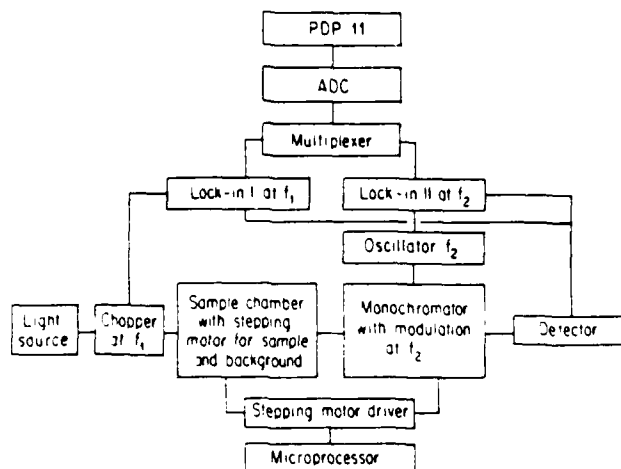 PDP 11
ADC
Multiplexer
Lock-in I at f1
Lock-in II at f2
Oscillator f2
Light
source
Chopper
at f1
Sample chamber
with stepping
motor for sample
and background
Monochromator
with modulation
at f2
Detector
Stepping motor driver
Microprocessor